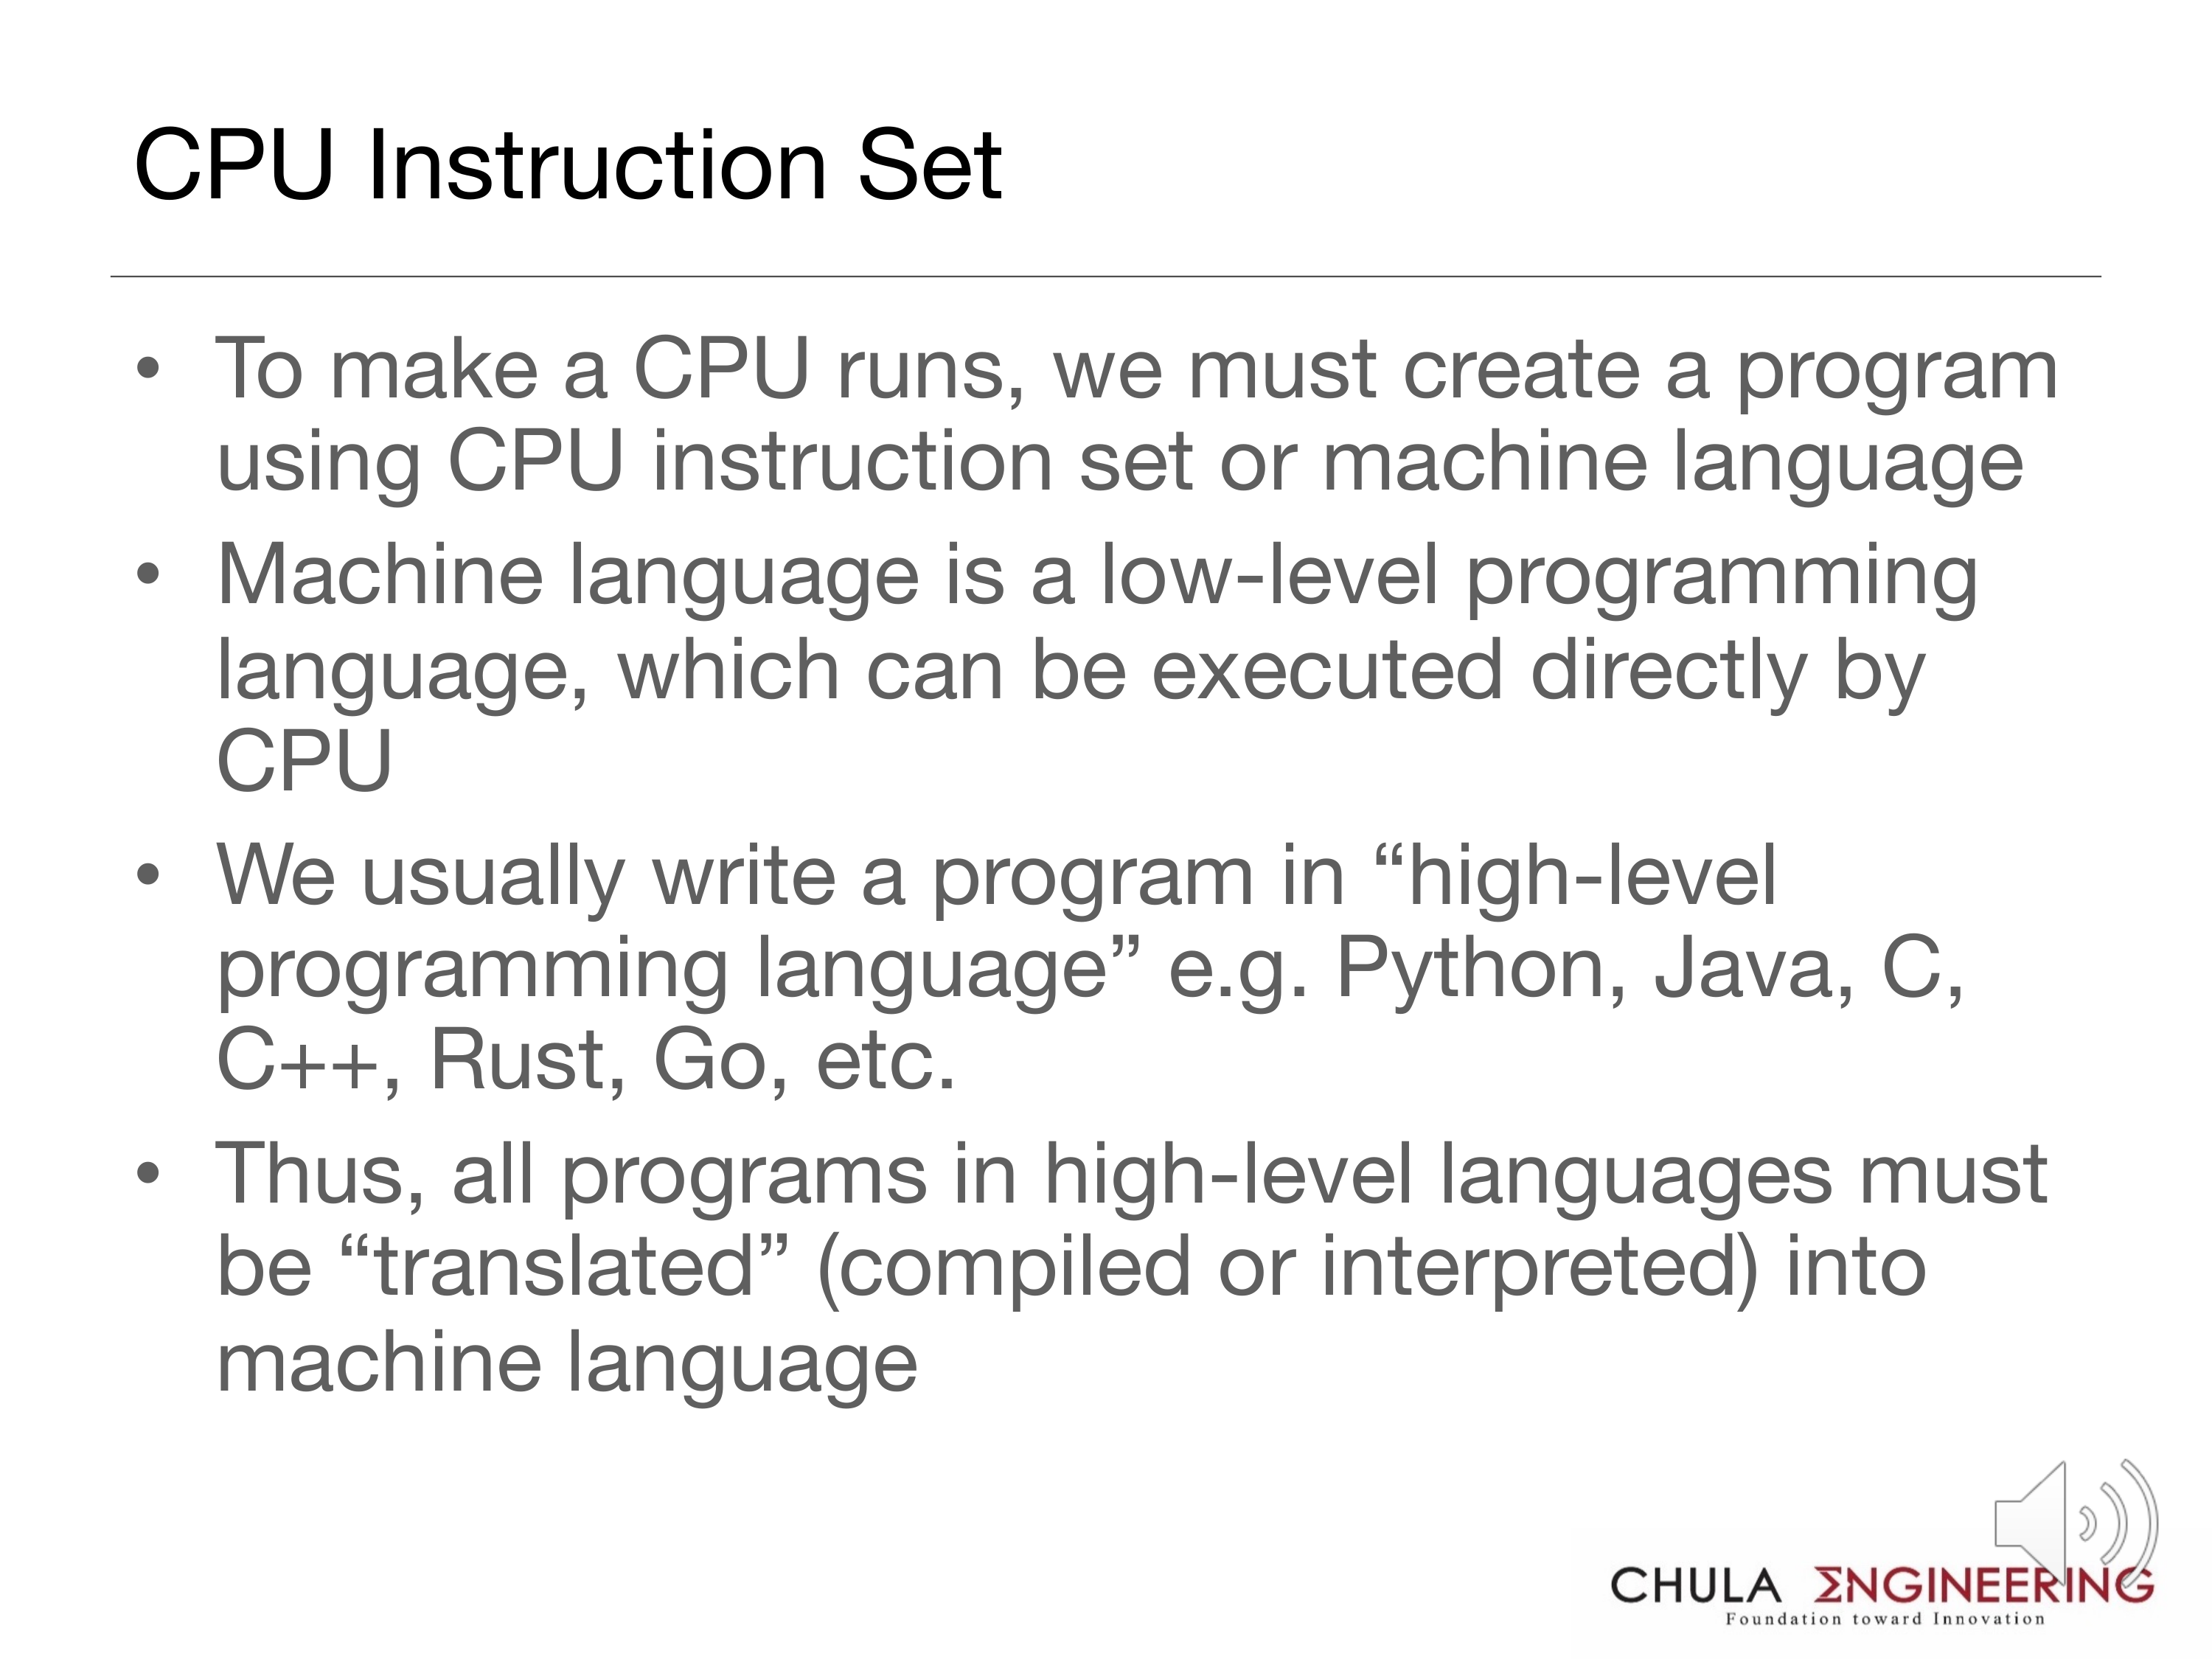 CPU Instruction Set
• To make a CPU runs, we must create a program
using CPU instruction set or machine language
• Machine language is a low-level programming
language, which can be executed directly by
CPU
• We usually write a program in “high-level
programming language” e.g. Python, Java, C,
C++, Rust, Go, etc.
• Thus, all programs in high-level languages must
be “translated” (compiled or interpreted) into
machine language
CHULA ΣNGINEERING
Foundation toward Innovation